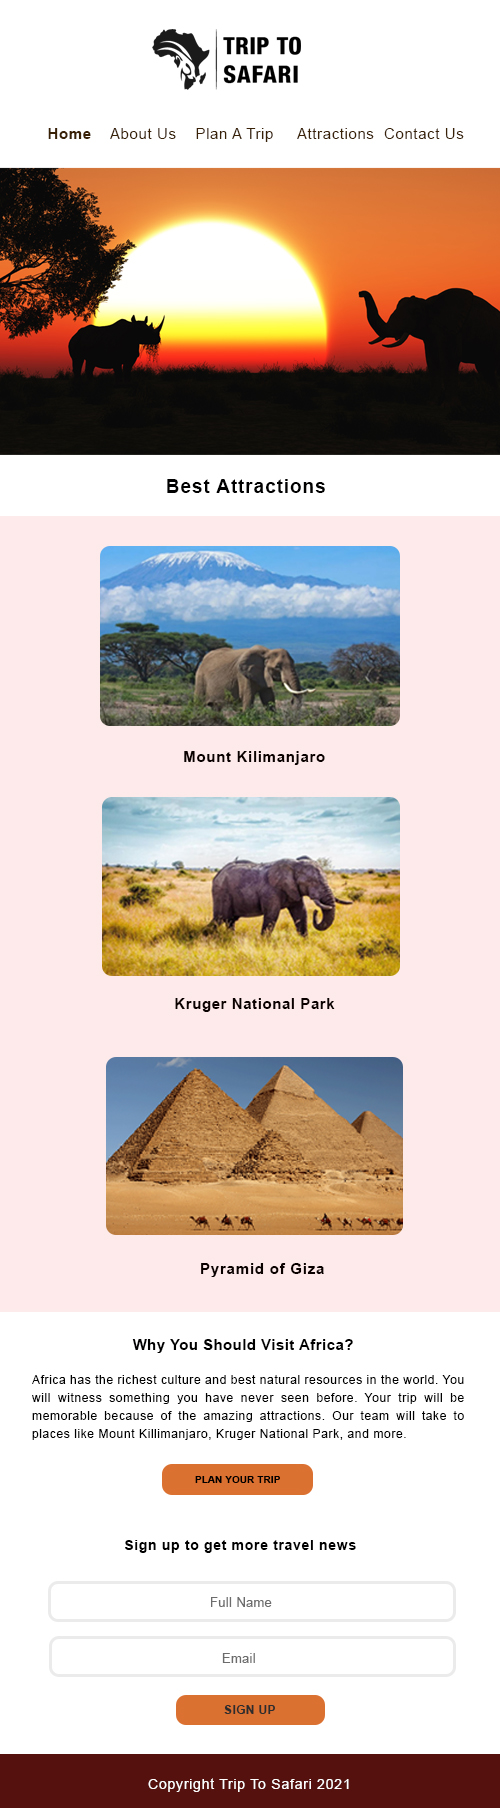 TRIP TO
SAFARI
Home About Us Plan A Trip Attractions Contact Us
Best Attractions
Mount Kilimanjaro
Kruger National Park
Pyramid of Giza
Why You Should Visit Africa?
Africa has the richest culture and best natural resources in the world. You
will witness something you have never seen before. Your trip will be
memorable because of the amazing attractions. Our team will take to
places like Mount Killimanjaro, Kruger National Park, and more.
PLAN YOUR TRIP
Sign up to get more travel news
Full Name
Email
SIGN UP
Copyright Trip To Safari 2021